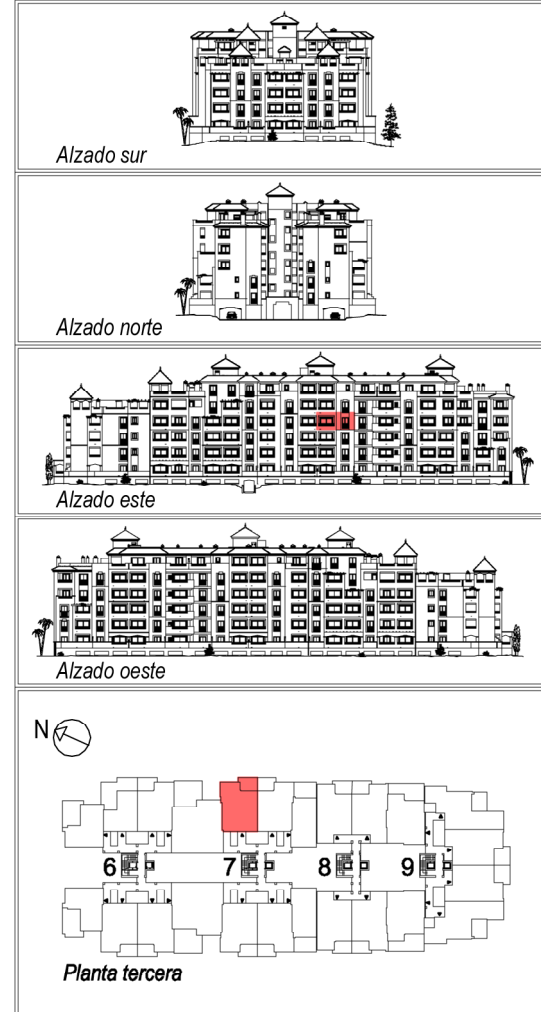 Alzado sur
Alzado norte
Alzado este
Alzado oeste
N
6 7 8 9
Planta tercera